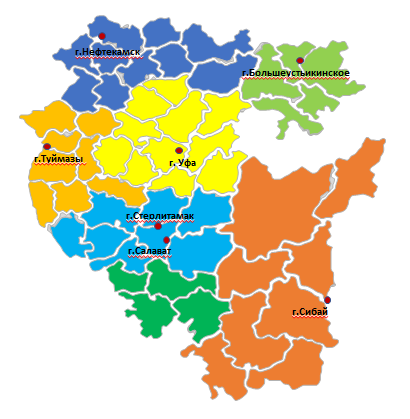 г.Нефтекамск
г.Большеустьикинское
г.Туймазы
г. Уфа
г.Стерлитамак
г.Салават
г.Сибай